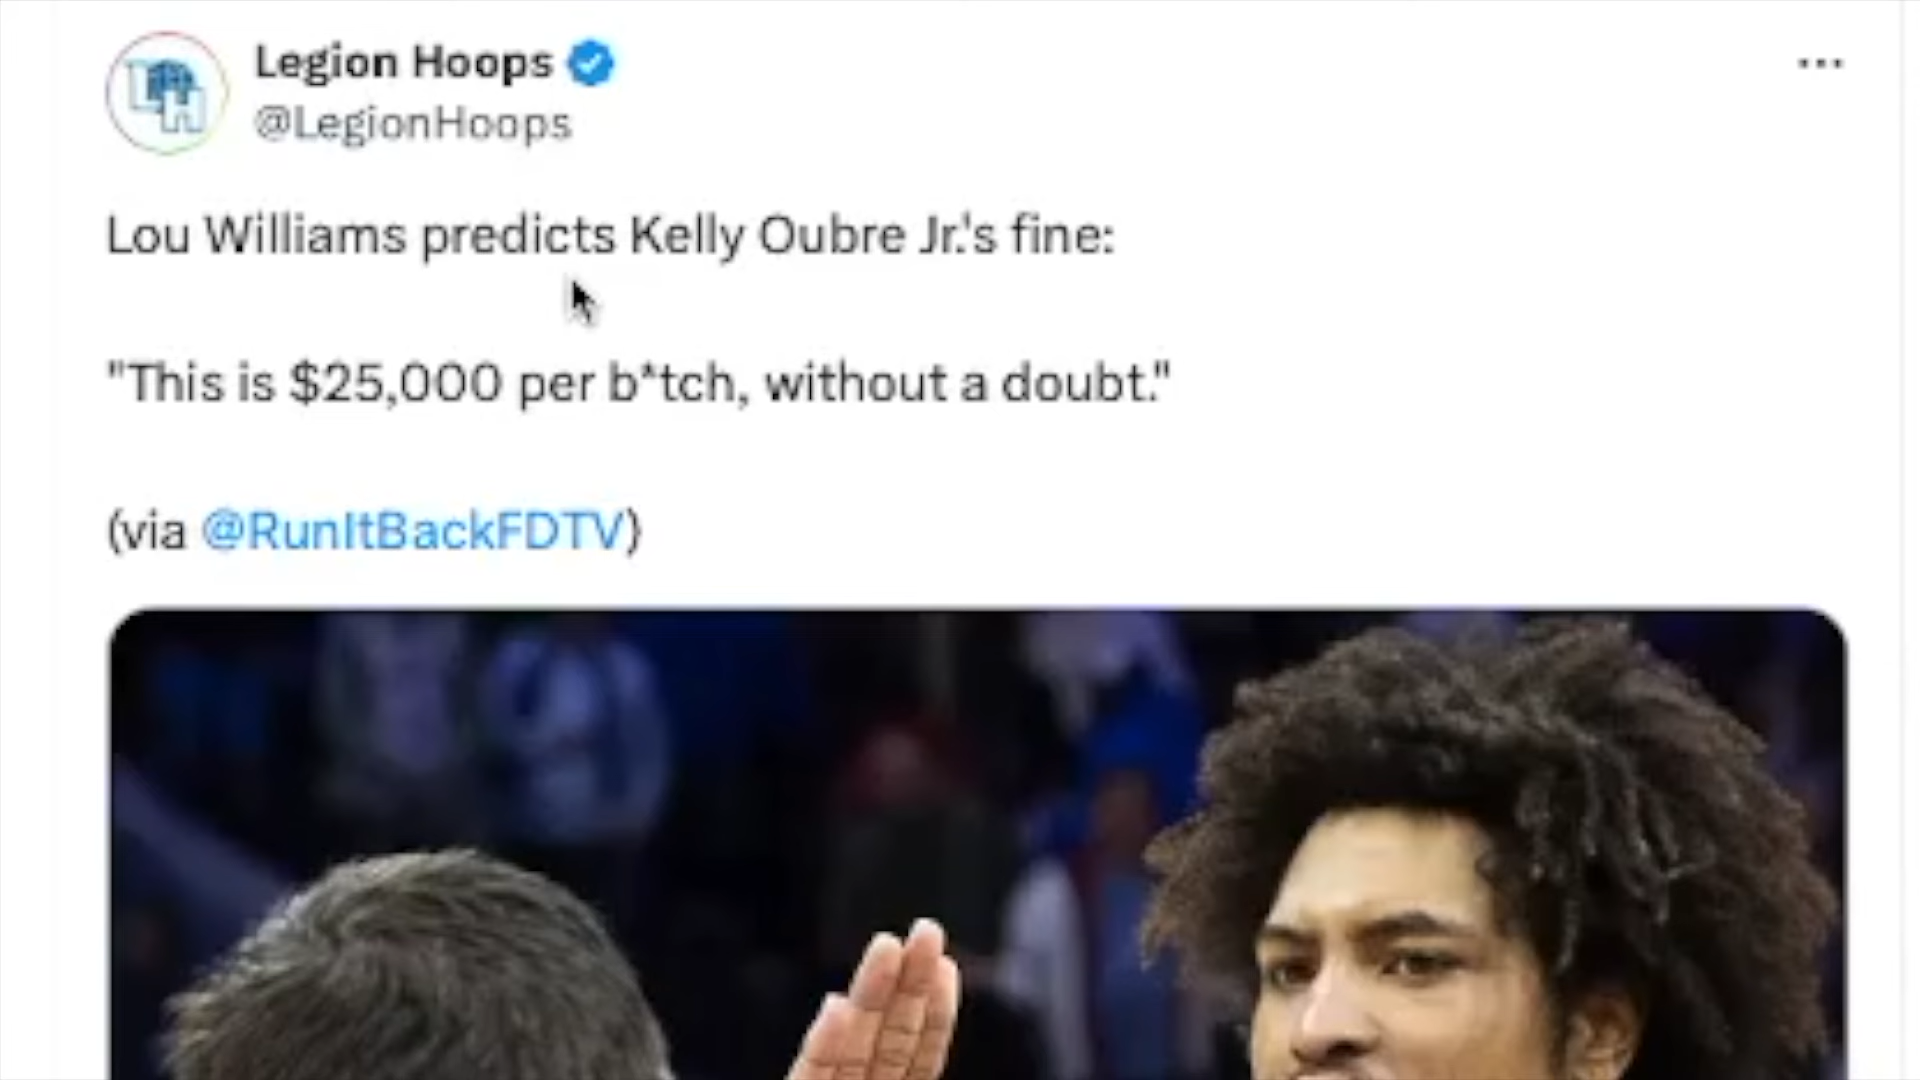 Legion Hoops
@LegionHoops
Lou Williams predicts Kelly Oubre Jr.'s fine:
"This is $25,000 per b*tch, without a doubt."
(via @RunItBackFDTV)
LH